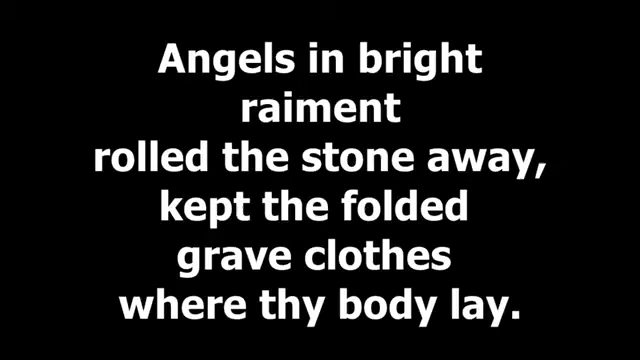 Angels in bright
raiment
rolled the stone away,
kept the folded
grave clothes
where thy body lay.